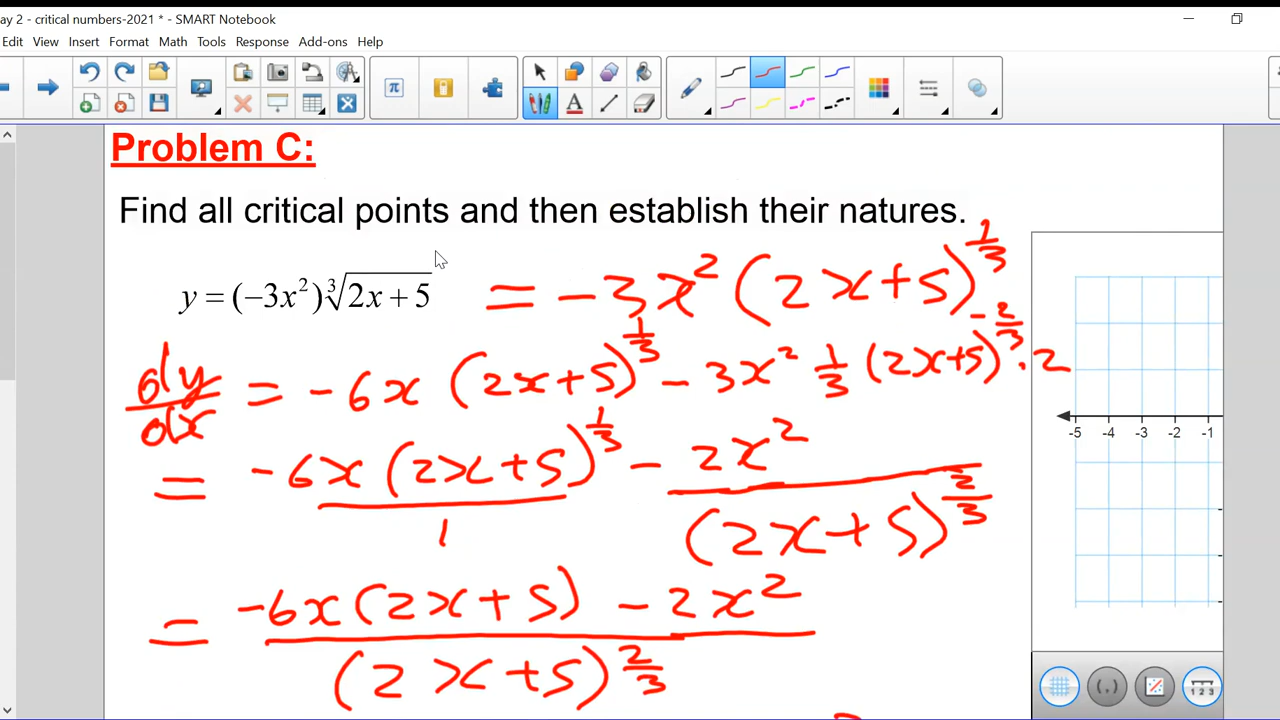 ay 2 - critical numbers-2021 * - SMART Notebook
Edit View Insert Format Math Tools Response Add-ons Help
π A
Problem C:
Find all critical points and then establish their natures.
y = (−3x²)∛(2x + 5) = −3x²(2x+5)^(1/3)
dy/dx = −6x(2x+5)^(1/3) − 3x² 1/3 (2x+5)^(−2/3) · 2
= −6x(2x+5)^(1/3)/1 − 2x²/(2x+5)^(2/3)
= (−6x(2x+5) − 2x²)/(2x+5)^(2/3)
-5 -4 -3 -2 -1
(.) 1 2 3